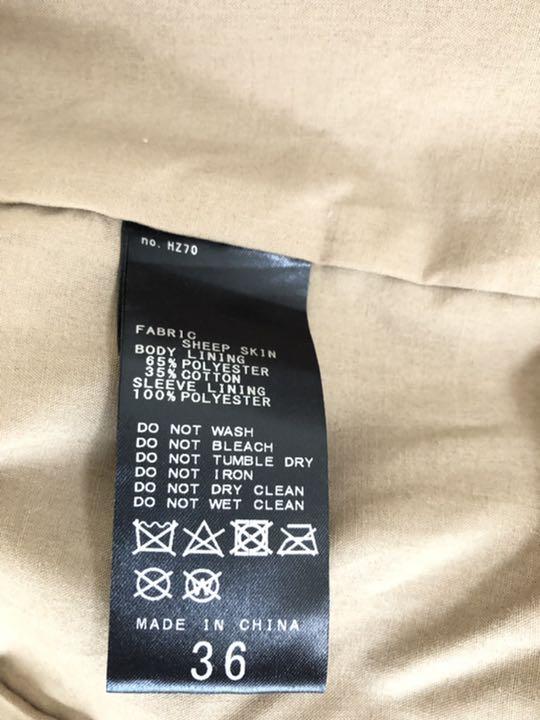 no. HZ70
FABRIC
SHEEP SKIN
BODY LINING
65% POLYESTER
35% COTTON
SLEEVE LINING
100% POLYESTER
DO NOT WASH
DO NOT BLEACH
DO NOT TUMBLE DRY
DO NOT IRON
DO NOT DRY CLEAN
DO NOT WET CLEAN
W
MADE IN CHINA
36